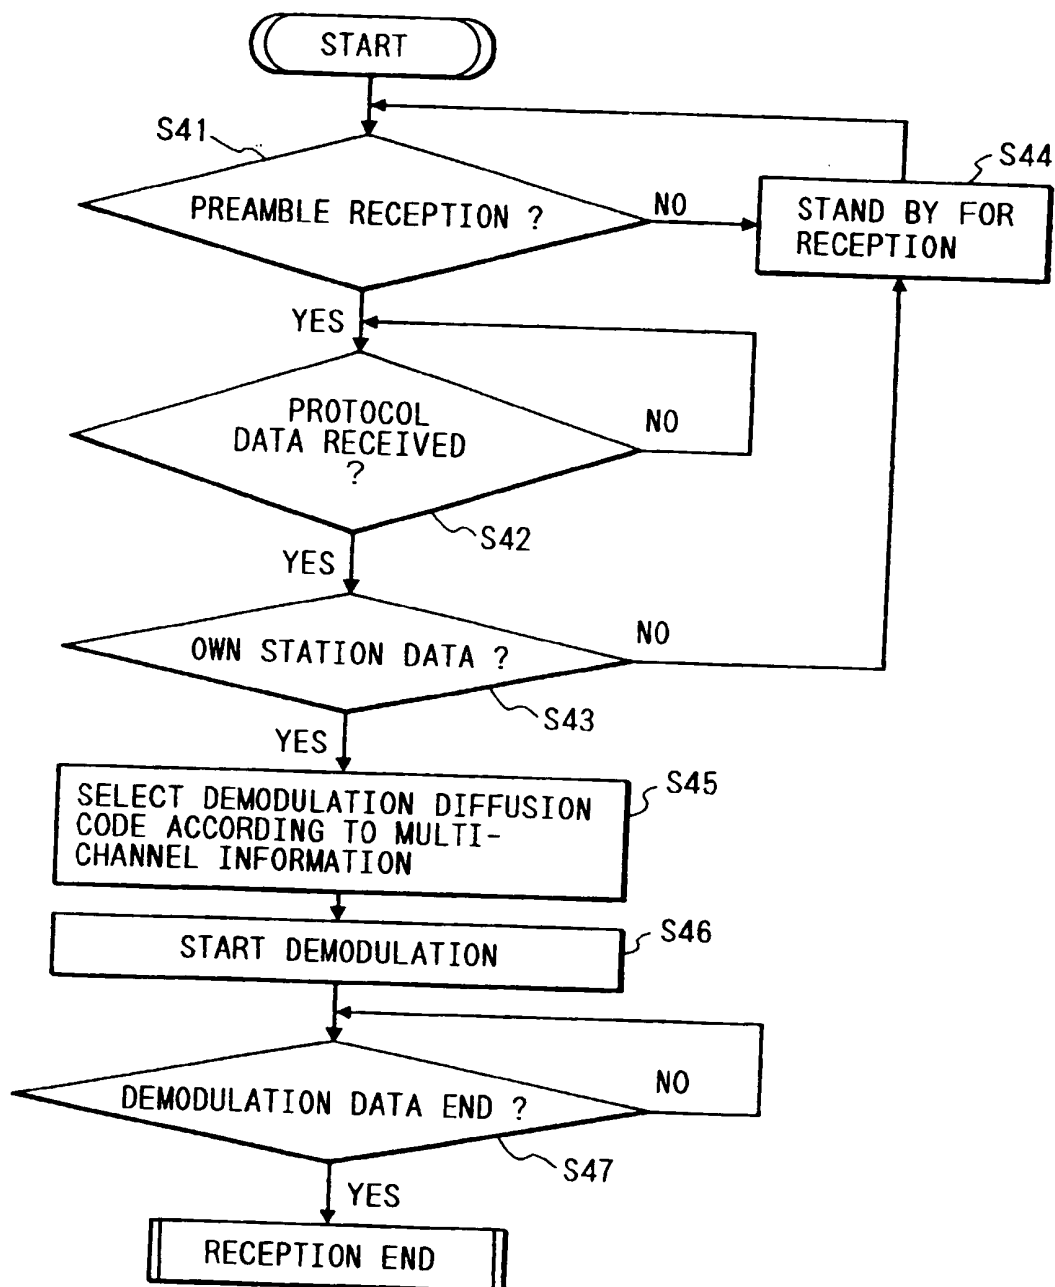 START
S41
PREAMBLE RECEPTION ?
NO
S44
STAND BY FOR
RECEPTION
YES
PROTOCOL
DATA RECEIVED
?
NO
S42
YES
OWN STATION DATA ?
NO
S43
YES
SELECT DEMODULATION DIFFUSION
CODE ACCORDING TO MULTI-
CHANNEL INFORMATION
S45
START DEMODULATION
S46
DEMODULATION DATA END ?
NO
S47
YES
RECEPTION END